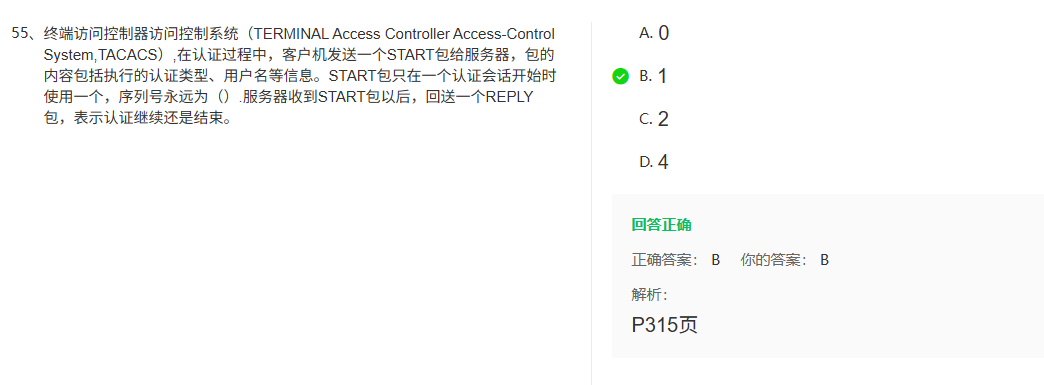 55、终端访问控制器访问控制系统（TERMINAL Access Controller Access-Control
System,TACACS）,在认证过程中，客户机发送一个START包给服务器，包的
内容包括执行的认证类型、用户名等信息。START包只在一个认证会话开始时
使用一个，序列号永远为（）.服务器收到START包以后，回送一个REPLY
包，表示认证继续还是结束。
A. 0
B. 1
C. 2
D. 4
回答正确
正确答案： B 你的答案： B
解析：
P315页